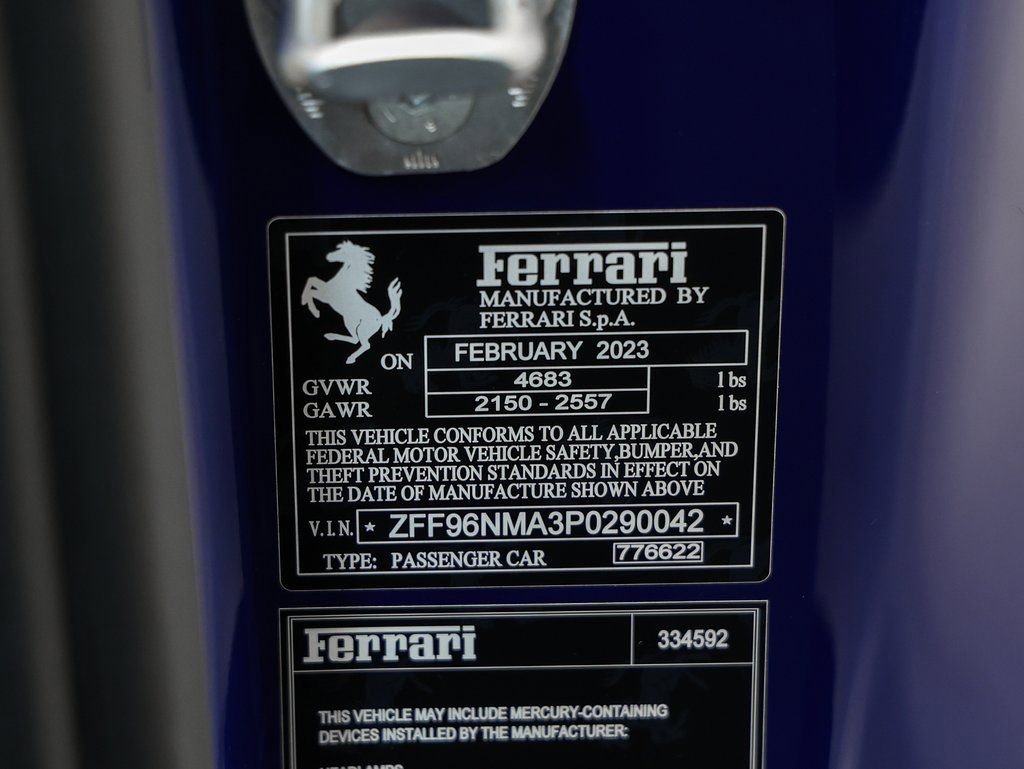 Ferrari
MANUFACTURED BY
FERRARI S.p.A.
ON FEBRUARY 2023
GVWR 4683 lbs
GAWR 2150 - 2557 lbs
THIS VEHICLE CONFORMS TO ALL APPLICABLE
FEDERAL MOTOR VEHICLE SAFETY,BUMPER,AND
THEFT PREVENTION STANDARDS IN EFFECT ON
THE DATE OF MANUFACTURE SHOWN ABOVE
V.I.N. * ZFF96NMA3P0290042 *
TYPE: PASSENGER CAR 776622
Ferrari 334592
THIS VEHICLE MAY INCLUDE MERCURY-CONTAINING
DEVICES INSTALLED BY THE MANUFACTURER: